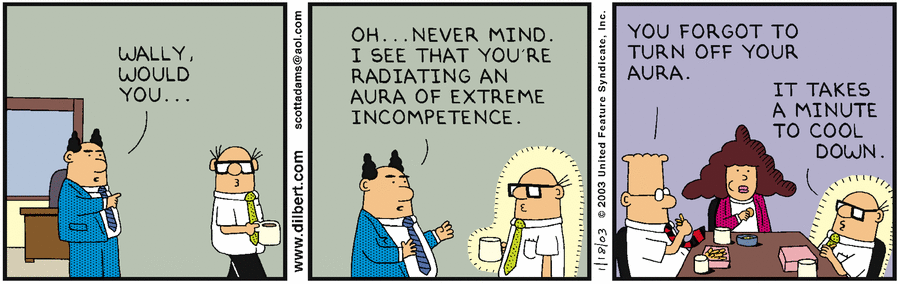 WALLY,
WOULD
YOU...
www.dilbert.com scottadams@aol.com
OH...NEVER MIND.
I SEE THAT YOU'RE
RADIATING AN
AURA OF EXTREME
INCOMPETENCE.
1/18/03 © 2003 United Feature Syndicate, Inc.
YOU FORGOT TO
TURN OFF YOUR
AURA.
IT TAKES
A MINUTE
TO COOL
DOWN.